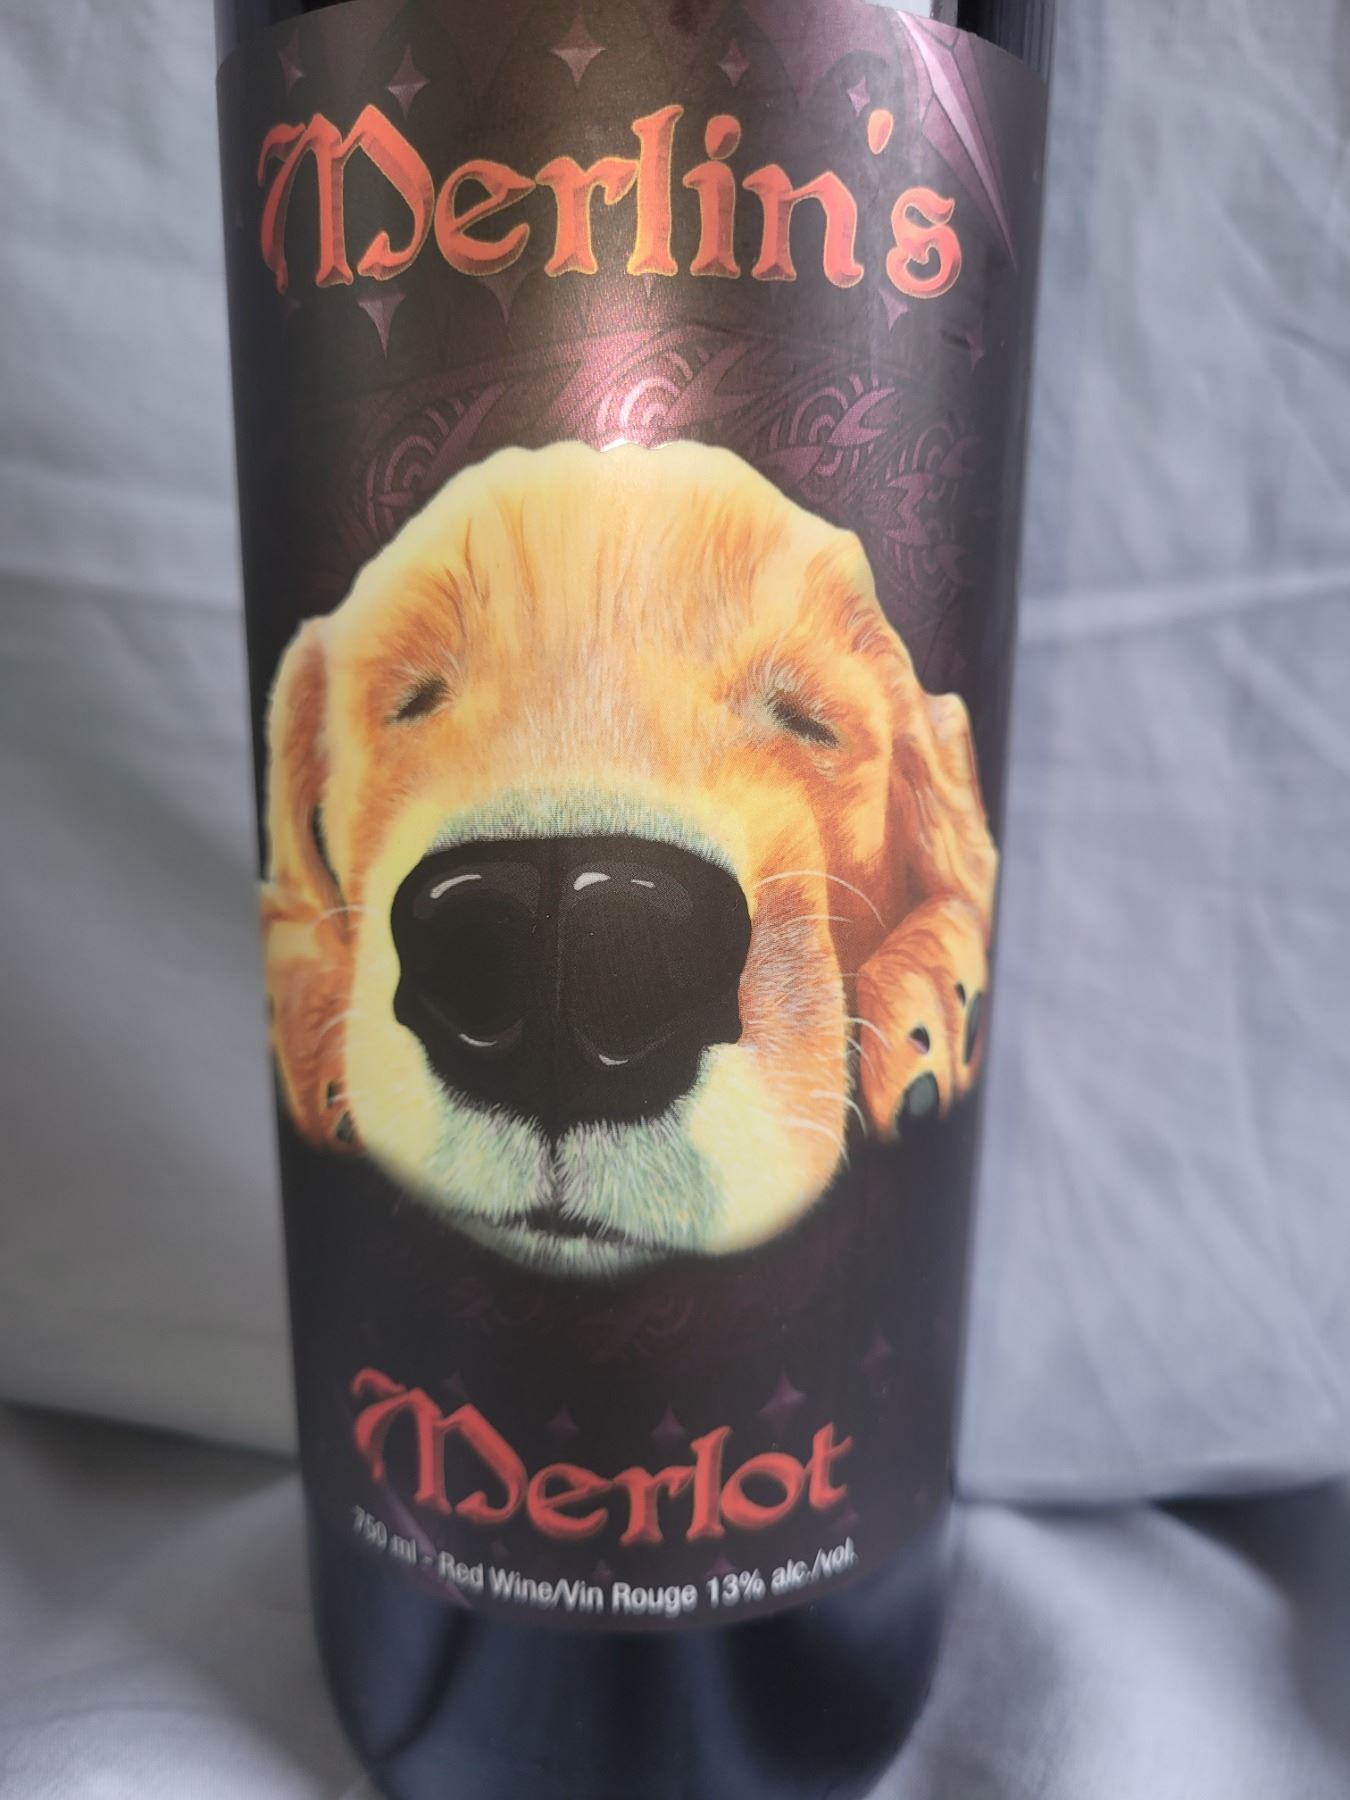 Merlin's
Merlot
750 ml - Red Wine/Vin Rouge 13% alc./vol.